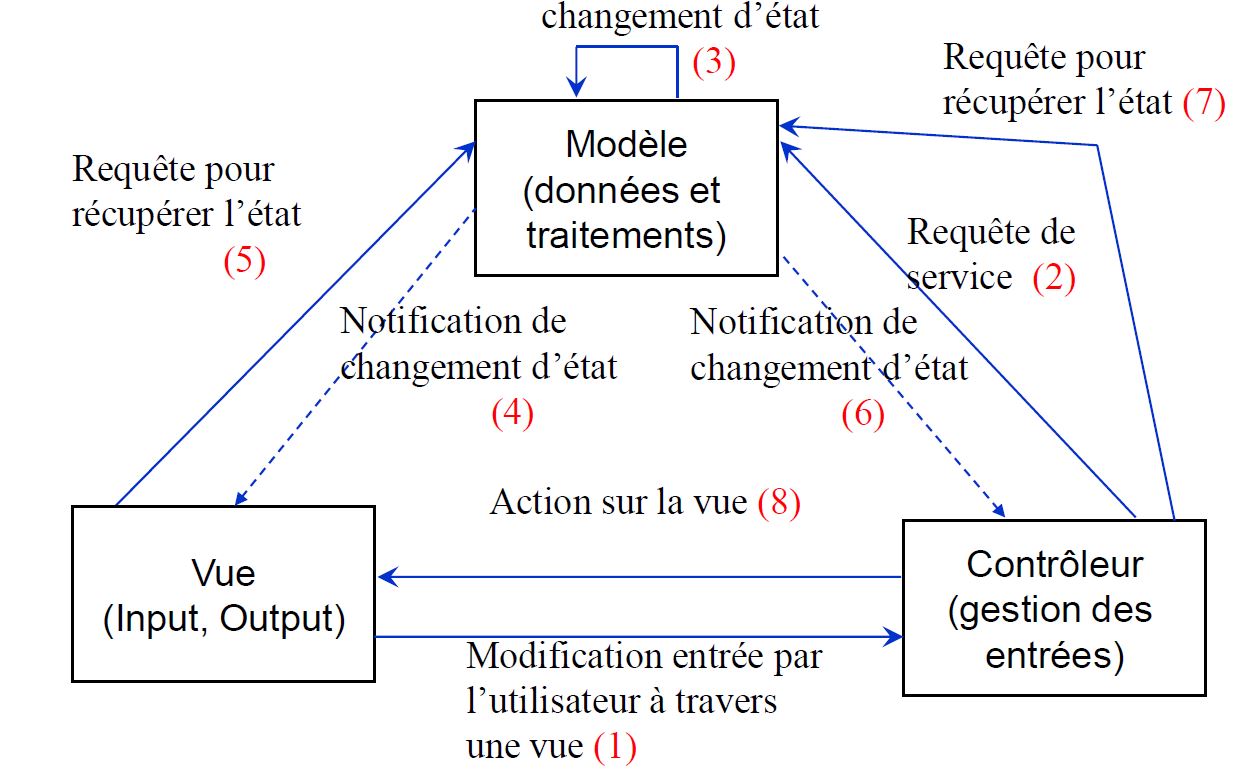 changement d’état
(3)
Requête pour
récupérer l’état (7)
Modèle
(données et
traitements)
Requête pour
récupérer l’état
(5)
Requête de
service (2)
Notification de
changement d’état
(4)
Notification de
changement d’état
(6)
Action sur la vue (8)
Vue
(Input, Output)
Contrôleur
(gestion des
entrées)
Modification entrée par
l’utilisateur à travers
une vue (1)